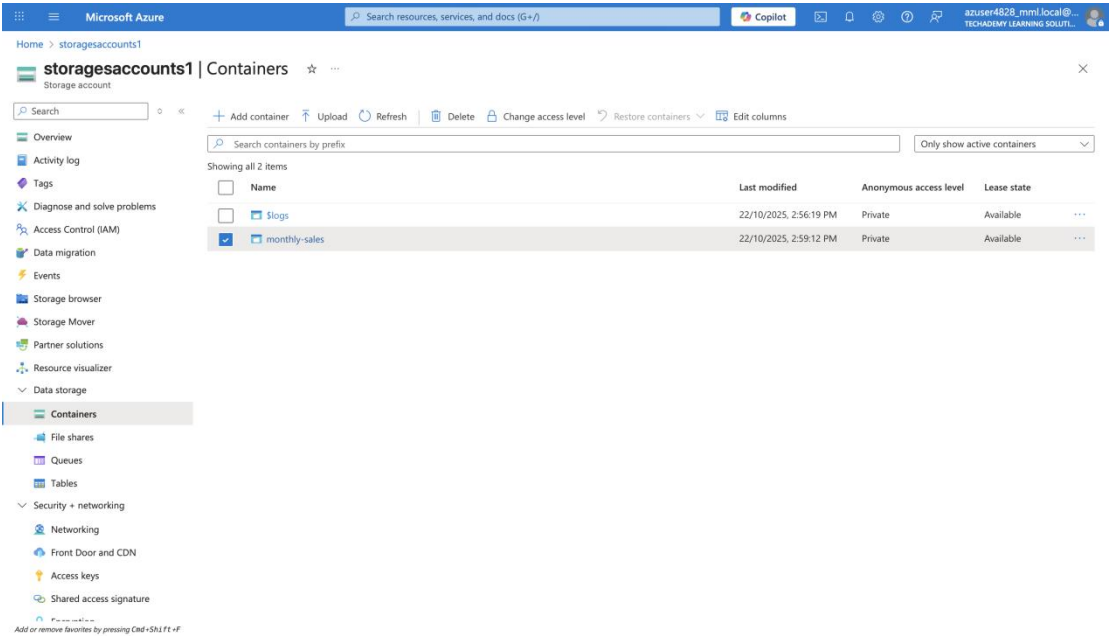 Microsoft Azure
Search resources, services, and docs (G+/)
Copilot
azuser4828_mml.local@...
TECHADEMY LEARNING SOLUTI...
Home > storagesaccounts1
storagesaccounts1 | Containers
Storage account
Search
Add container
Upload
Refresh
Delete
Change access level
Restore containers
Edit columns
Search containers by prefix
Only show active containers
Showing all 2 items
Name Last modified Anonymous access level Lease state
$logs 22/10/2025, 2:56:19 PM Private Available
monthly-sales 22/10/2025, 2:59:12 PM Private Available
Overview
Activity log
Tags
Diagnose and solve problems
Access Control (IAM)
Data migration
Events
Storage browser
Storage Mover
Partner solutions
Resource visualizer
Data storage
Containers
File shares
Queues
Tables
Security + networking
Networking
Front Door and CDN
Access keys
Shared access signature
Add or remove favorites by pressing Cmd+Shift+F